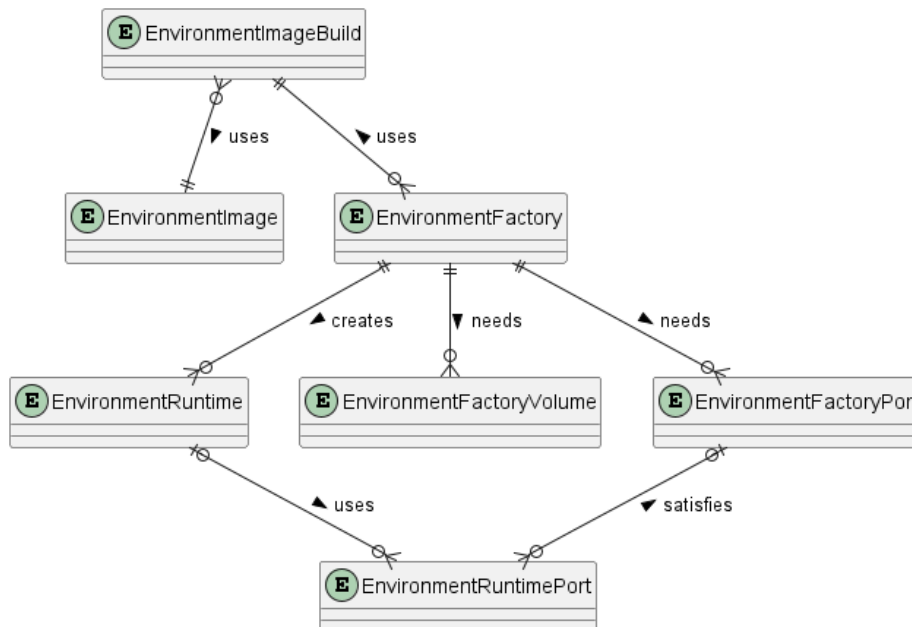 E EnvironmentImageBuild
uses
uses
E EnvironmentImage
E EnvironmentFactory
creates
needs
needs
E EnvironmentRuntime
E EnvironmentFactoryVolume
E EnvironmentFactoryPor
uses
satisfies
E EnvironmentRuntimePort